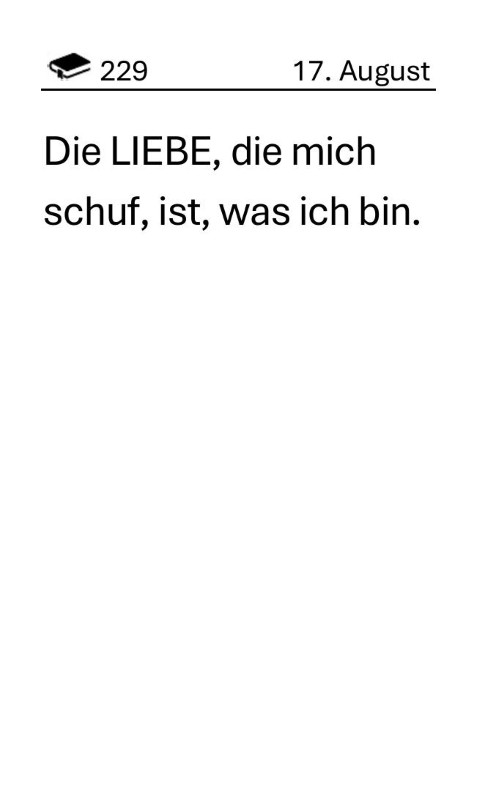 229 17. August
Die LIEBE, die mich
schuf, ist, was ich bin.